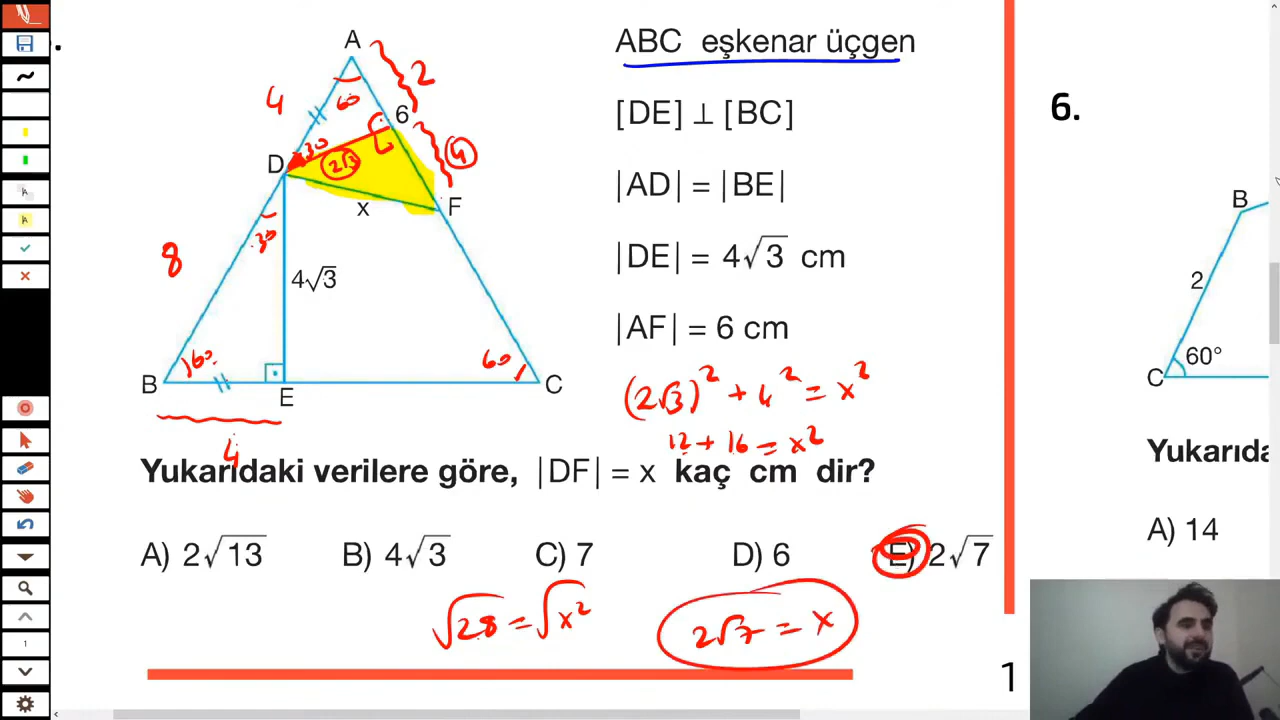 A
2
4
60
6
ABC eşkenar üçgen
[DE] ⊥ [BC]
6.
30
2√3
4
D
x
F
|AD| = |BE|
B
8
30
4√3
|DE| = 4√3 cm
2
|AF| = 6 cm
60
60
B
E
C
60°
C
4
(2√3)² + 4² = x²
12 + 16 = x²
Yukarıdaki verilere göre, |DF| = x kaç cm dir?
Yukarıda
A) 2√13 B) 4√3 C) 7 D) 6 E) 2√7
A) 14
√28 = √x²
2√7 = x
1
1